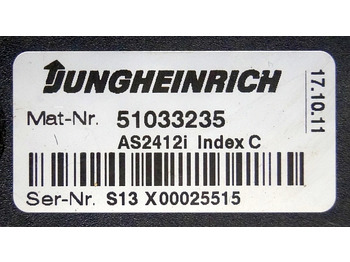 JUNGHEINRICH
Mat-Nr. 51033235
AS2412i Index C
Ser-Nr. S13 X00025515
17.10.11